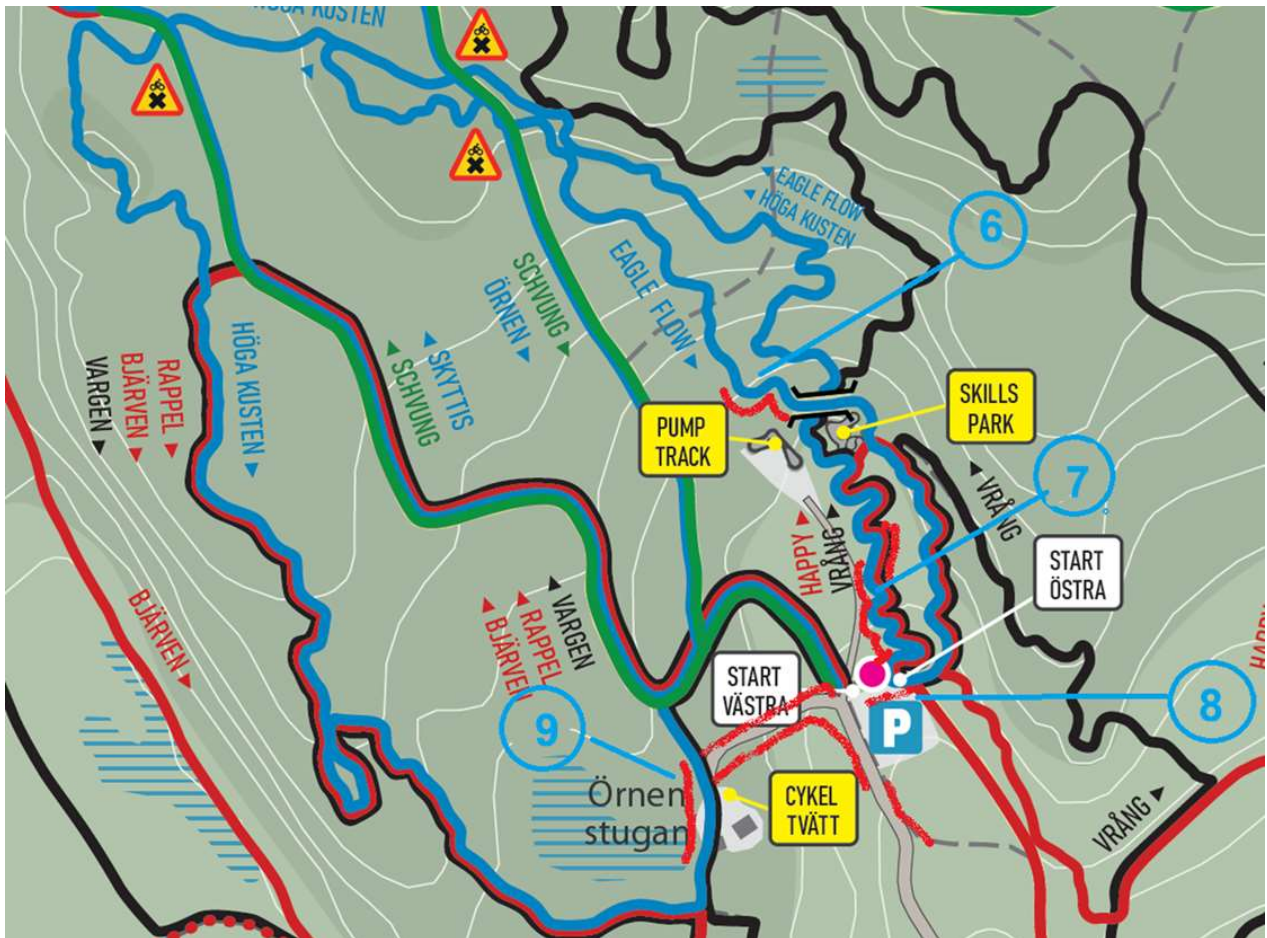 HÖGA KUSTEN
◄ EAGLE FLOW
◄ HÖGA KUSTEN
6
EAGLE FLOW ►
SCHVUNG ►
ÖRNEN ►
HÖGA KUSTEN ►
◄ SKYTTIS
◄ SCHVUNG
RAPPEL ►
BJÄRVEN ►
VARGEN ►
PUMP
TRACK
SKILLS
PARK
7
◄ VRÅNG
HAPPY ►
VRÅNG ►
START
ÖSTRA
BJÄRVEN ►
◄ VARGEN
◄ RAPPEL
◄ BJÄRVEN
START
VÄSTRA
8
P
9
Örnen
stugan
CYKEL
TVÄTT
VRÅNG ►
HAPPY